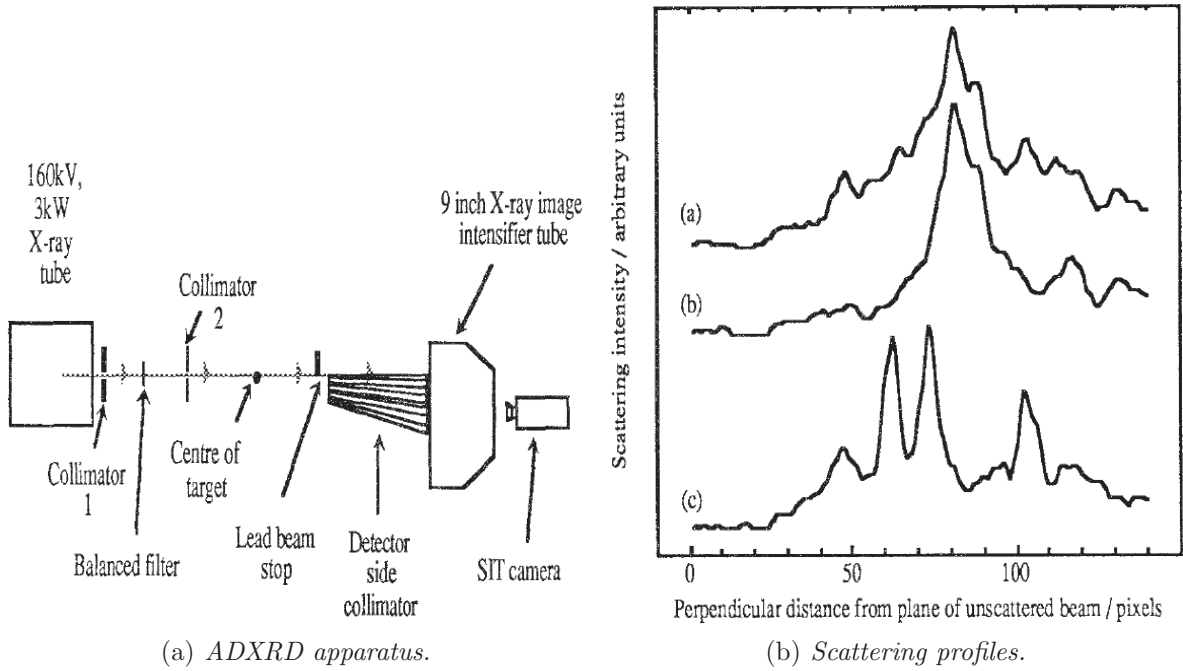 160kV,
3kW
X-ray
tube
Collimator
2
9 inch X-ray image
intensifier tube
Collimator
1
Balanced filter
Centre of
target
Lead beam
stop
Detector
side
collimator
SIT camera
(a) ADXRD apparatus.
Scattering intensity / arbitrary units
(a)
(b)
(c)
0
50
100
Perpendicular distance from plane of unscattered beam / pixels
(b) Scattering profiles.